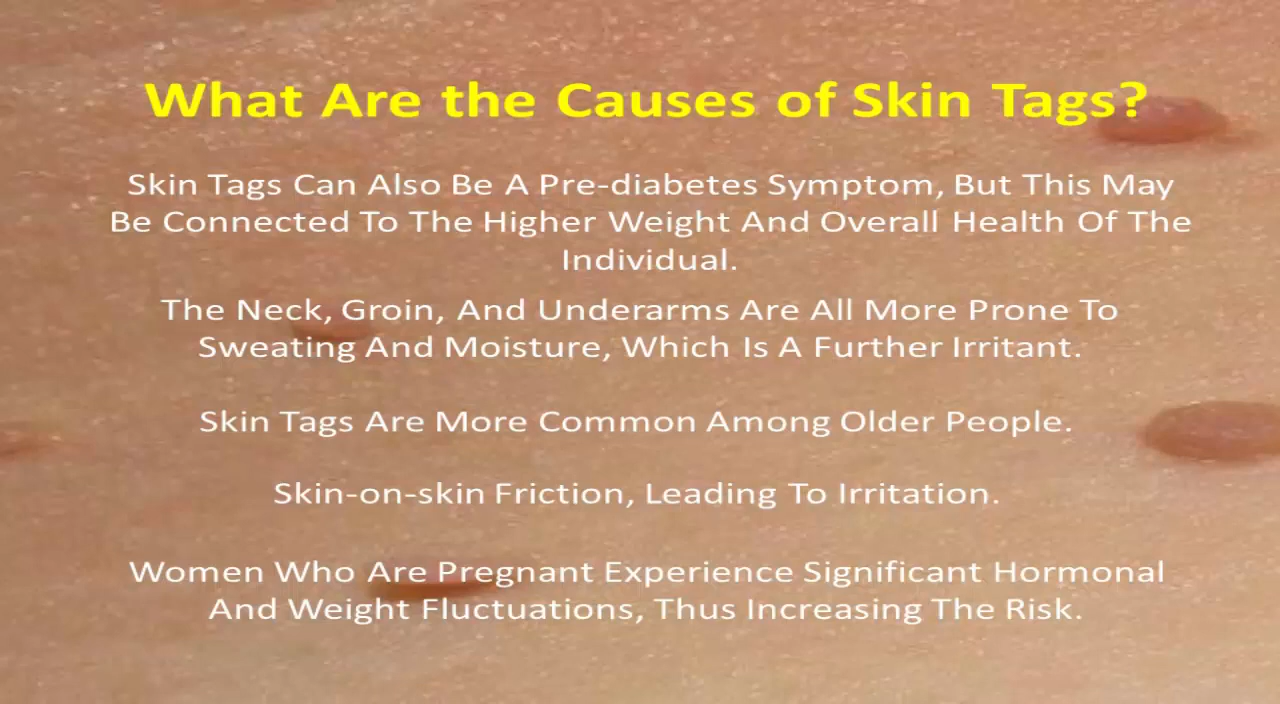 What Are the Causes of Skin Tags?
Skin Tags Can Also Be A Pre-diabetes Symptom, But This May
Be Connected To The Higher Weight And Overall Health Of The
Individual.
The Neck, Groin, And Underarms Are All More Prone To
Sweating And Moisture, Which Is A Further Irritant.
Skin Tags Are More Common Among Older People.
Skin-on-skin Friction, Leading To Irritation.
Women Who Are Pregnant Experience Significant Hormonal
And Weight Fluctuations, Thus Increasing The Risk.